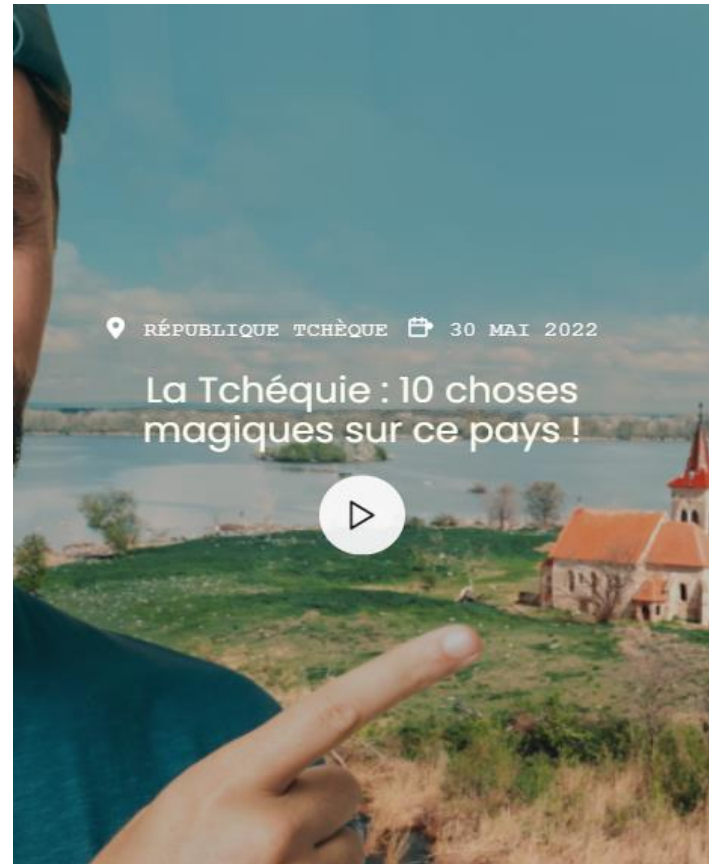 RÉPUBLIQUE TCHÈQUE 30 MAI 2022
La Tchéquie : 10 choses
magiques sur ce pays !